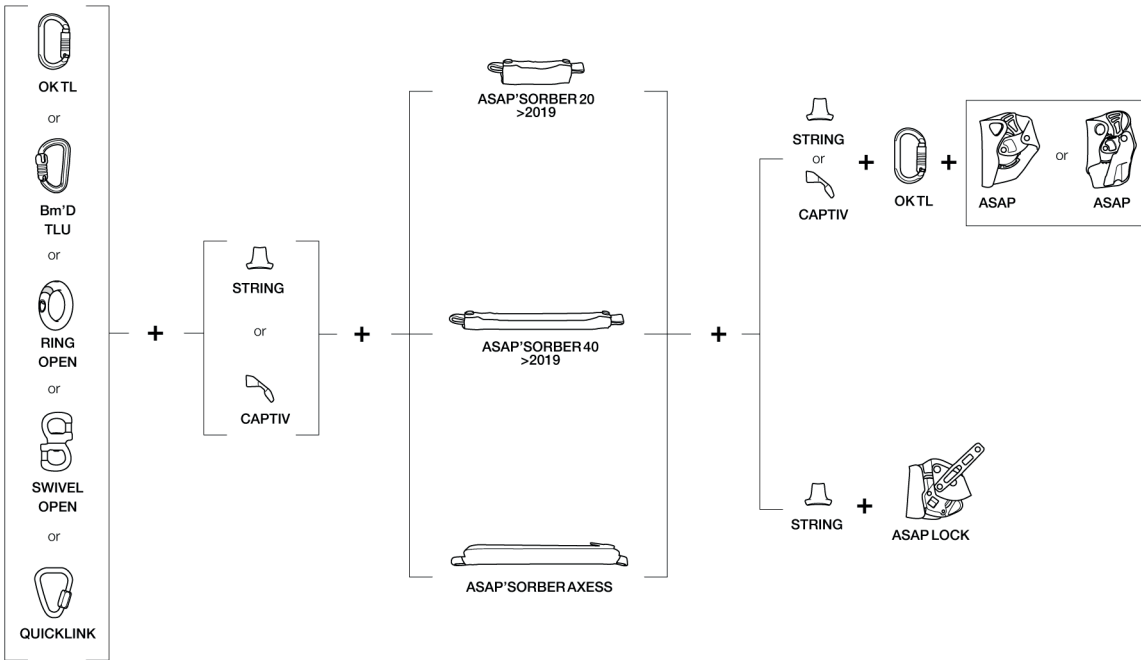 OK TL
or
Bm'D
TLU
or
RING
OPEN
or
SWIVEL
OPEN
or
QUICKLINK
+
STRING
or
CAPTIV
+
ASAP'SORBER 20
>2019
ASAP'SORBER 40
>2019
ASAP'SORBER AXESS
+
STRING
or
CAPTIV
+
OK TL
+
ASAP
or
ASAP
STRING
+
ASAP LOCK